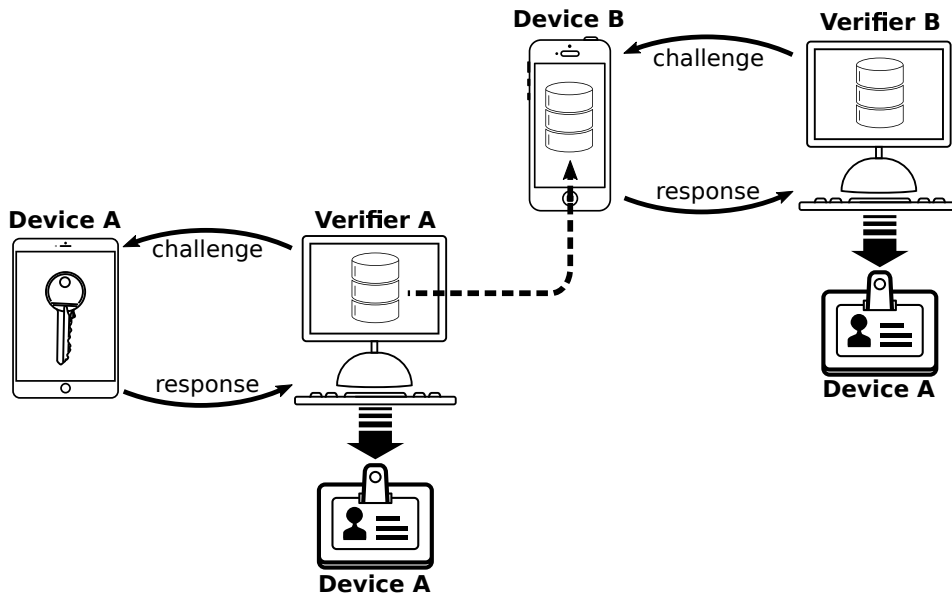 Device B
Verifier B
challenge
response
Device A
Verifier A
challenge
response
Device A
Device A